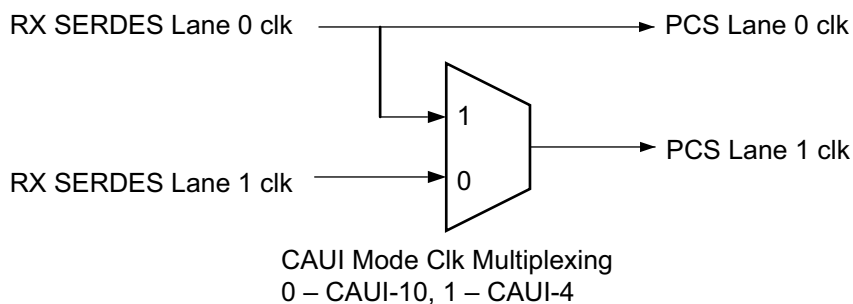 RX SERDES Lane 0 clk
PCS Lane 0 clk
1
PCS Lane 1 clk
RX SERDES Lane 1 clk
0
CAUI Mode Clk Multiplexing
0 – CAUI-10, 1 – CAUI-4